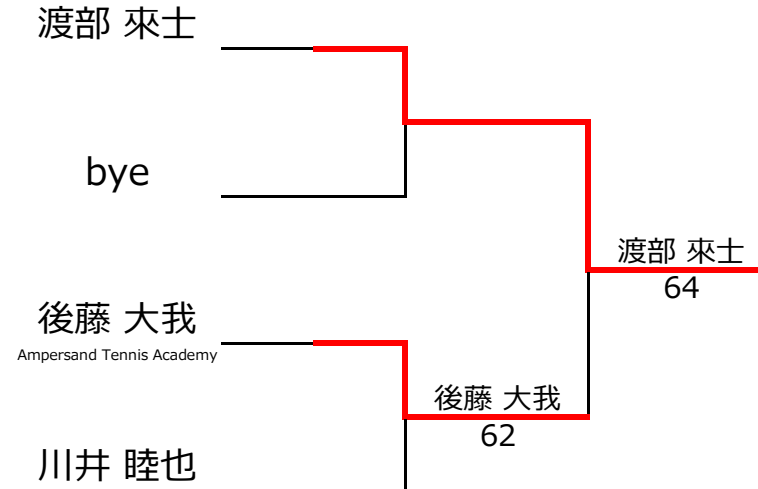 渡部 來士
bye
渡部 來士
64
後藤 大我
Ampersand Tennis Academy
後藤 大我
62
川井 睦也